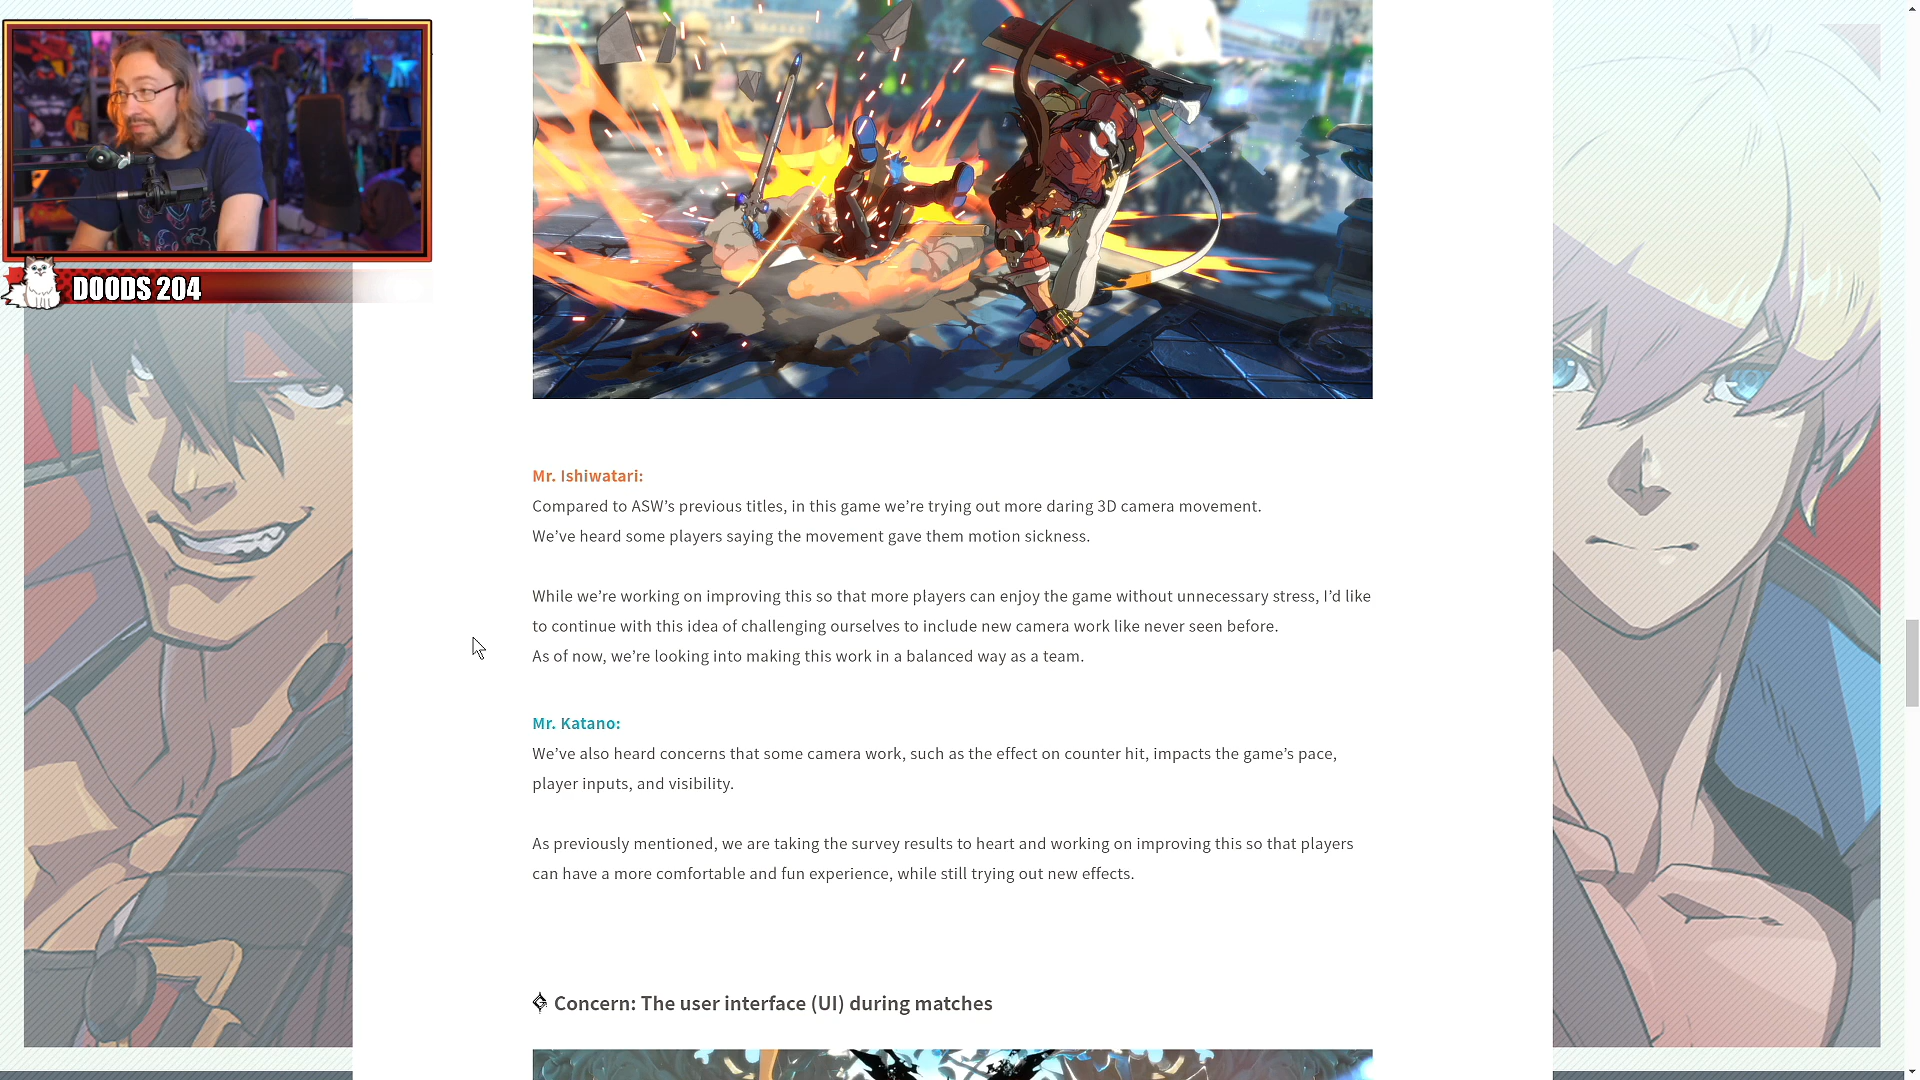 DOODS 204
Mr. Ishiwatari:
Compared to ASW’s previous titles, in this game we’re trying out more daring 3D camera movement.
We’ve heard some players saying the movement gave them motion sickness.
While we’re working on improving this so that more players can enjoy the game without unnecessary stress, I’d like
to continue with this idea of challenging ourselves to include new camera work like never seen before.
As of now, we’re looking into making this work in a balanced way as a team.
Mr. Katano:
We’ve also heard concerns that some camera work, such as the effect on counter hit, impacts the game’s pace,
player inputs, and visibility.
As previously mentioned, we are taking the survey results to heart and working on improving this so that players
can have a more comfortable and fun experience, while still trying out new effects.
Concern: The user interface (UI) during matches